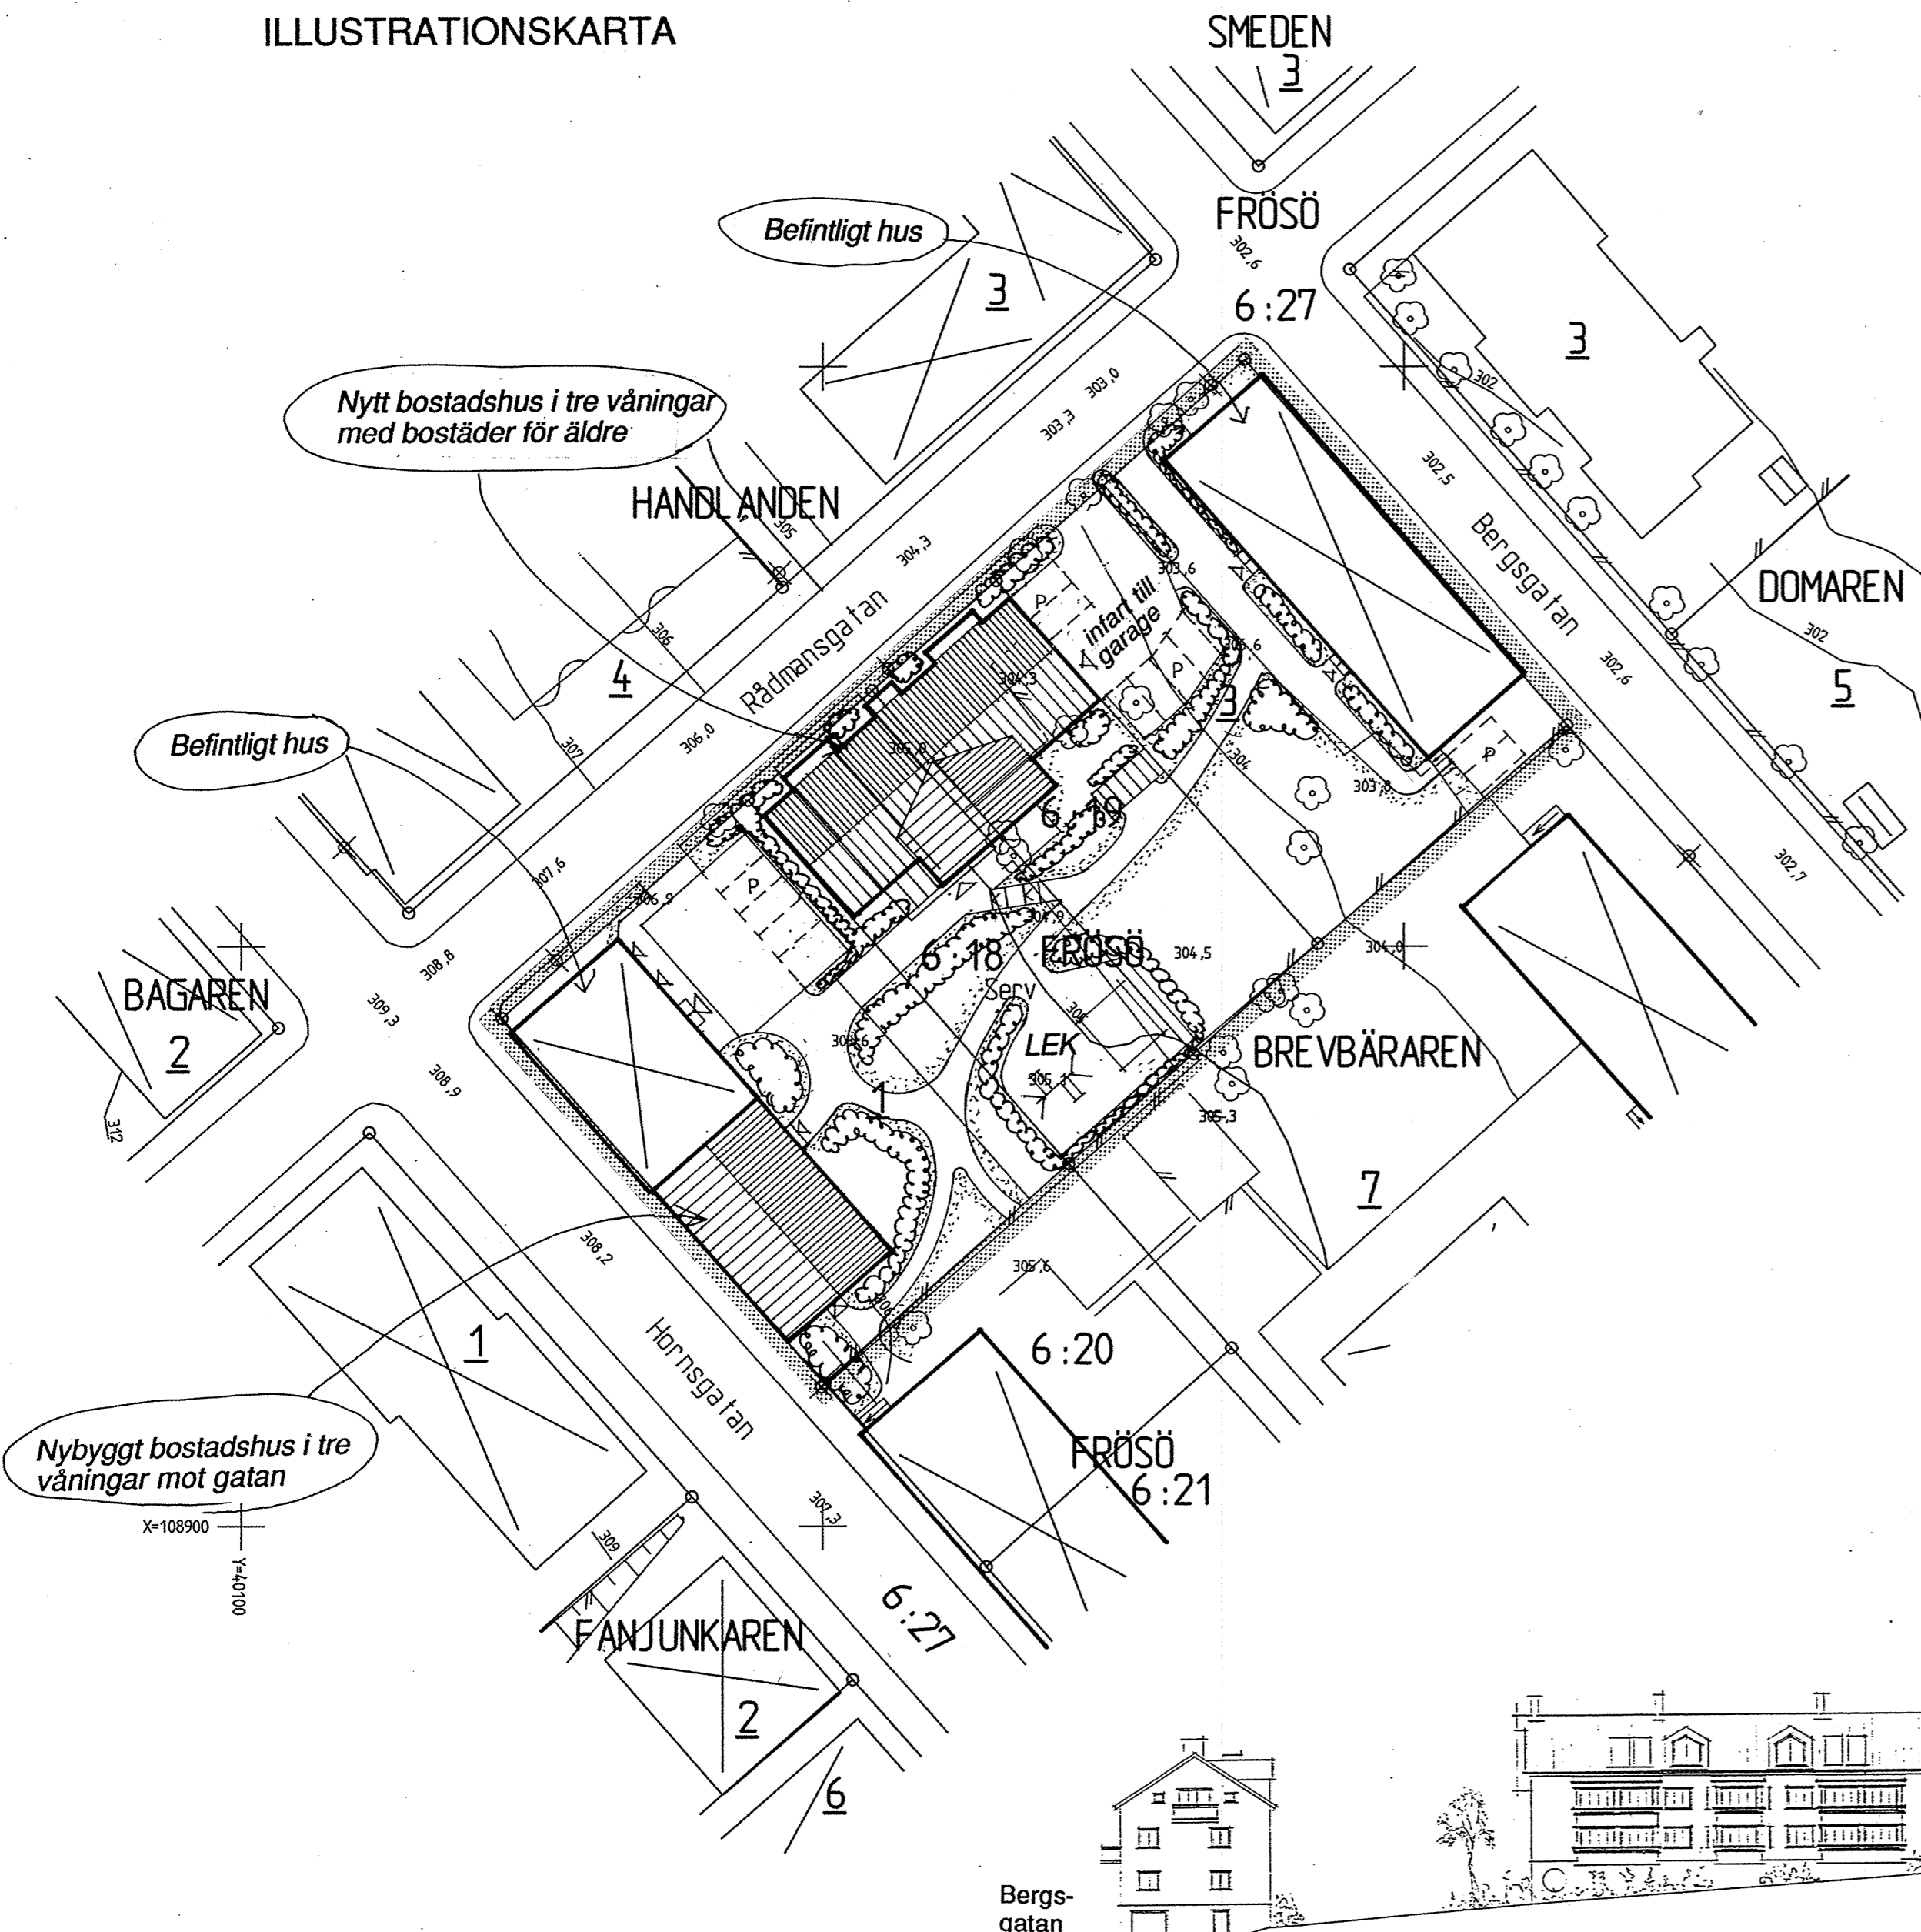 ILLUSTRATIONSKARTA
SMEDEN
3
FRÖSÖ
302,6
6:27
Befintligt hus
3
3
302
303,0
303,3
Nytt bostadshus i tre våningar
med bostäder för äldre
HANDLANDEN
305
304,3
302,5
Bergsgatan
DOMAREN
302
5
302,6
303,6
P
infart till
garage
P
3
304,3
306
4
Rådmansgatan
306,0
307
Befintligt hus
304
303,8
P
6:19
302,7
307,6
306,9
P
308,8
309,3
BAGAREN
2
308,9
312
304,9
6:18
FRÖSÖ
304,5
304,0
Serv
LEK
305,1
BREVBÄRAREN
1
305,3
7
308,2
305,6
306
1
Hornsgatan
6:20
FRÖSÖ
6:21
Nybyggt bostadshus i tre
våningar mot gatan
X=108900
Y=40100
307,3
309
6:27
FANJUNKAREN
2
6
Bergs-
gatan